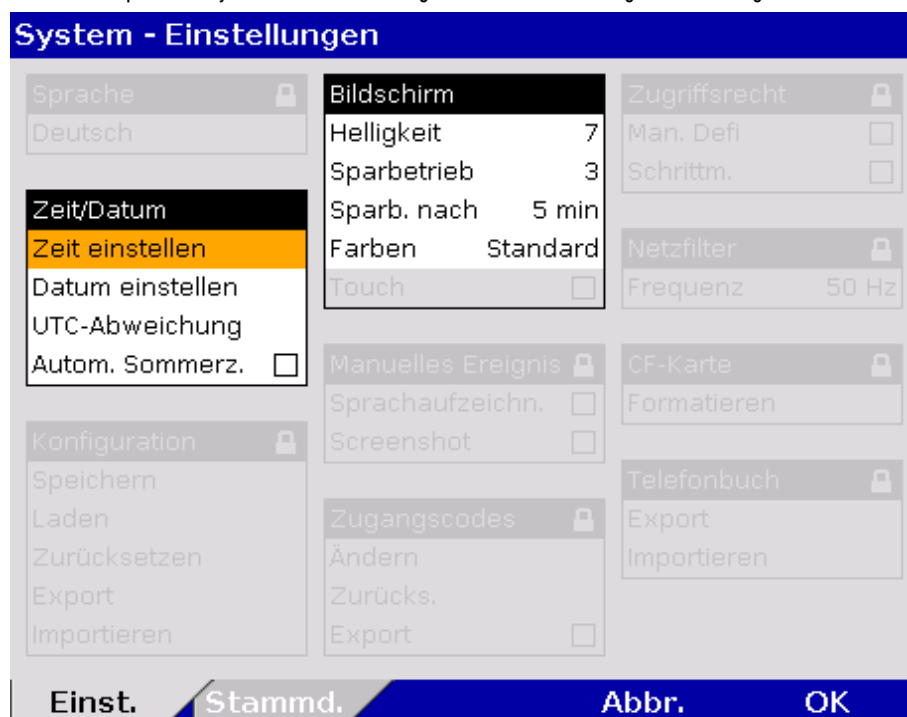 System - Einstellungen
Sprache
Deutsch
Zeit/Datum
Zeit einstellen
Datum einstellen
UTC-Abweichung
Autom. Sommerz.
Konfiguration
Speichern
Laden
Zurücksetzen
Export
Importieren
Bildschirm
Helligkeit 7
Sparbetrieb 3
Sparb. nach 5 min
Farben Standard
Touch
Manuelles Ereignis
Sprachaufzeichn.
Screenshot
Zugangscodes
Ändern
Zurücks.
Export
Zugriffsrecht
Man. Defi
Schrittm.
Netzfilter
Frequenz 50 Hz
CF-Karte
Formatieren
Telefonbuch
Export
Importieren
Einst. Stammd. Abbr. OK